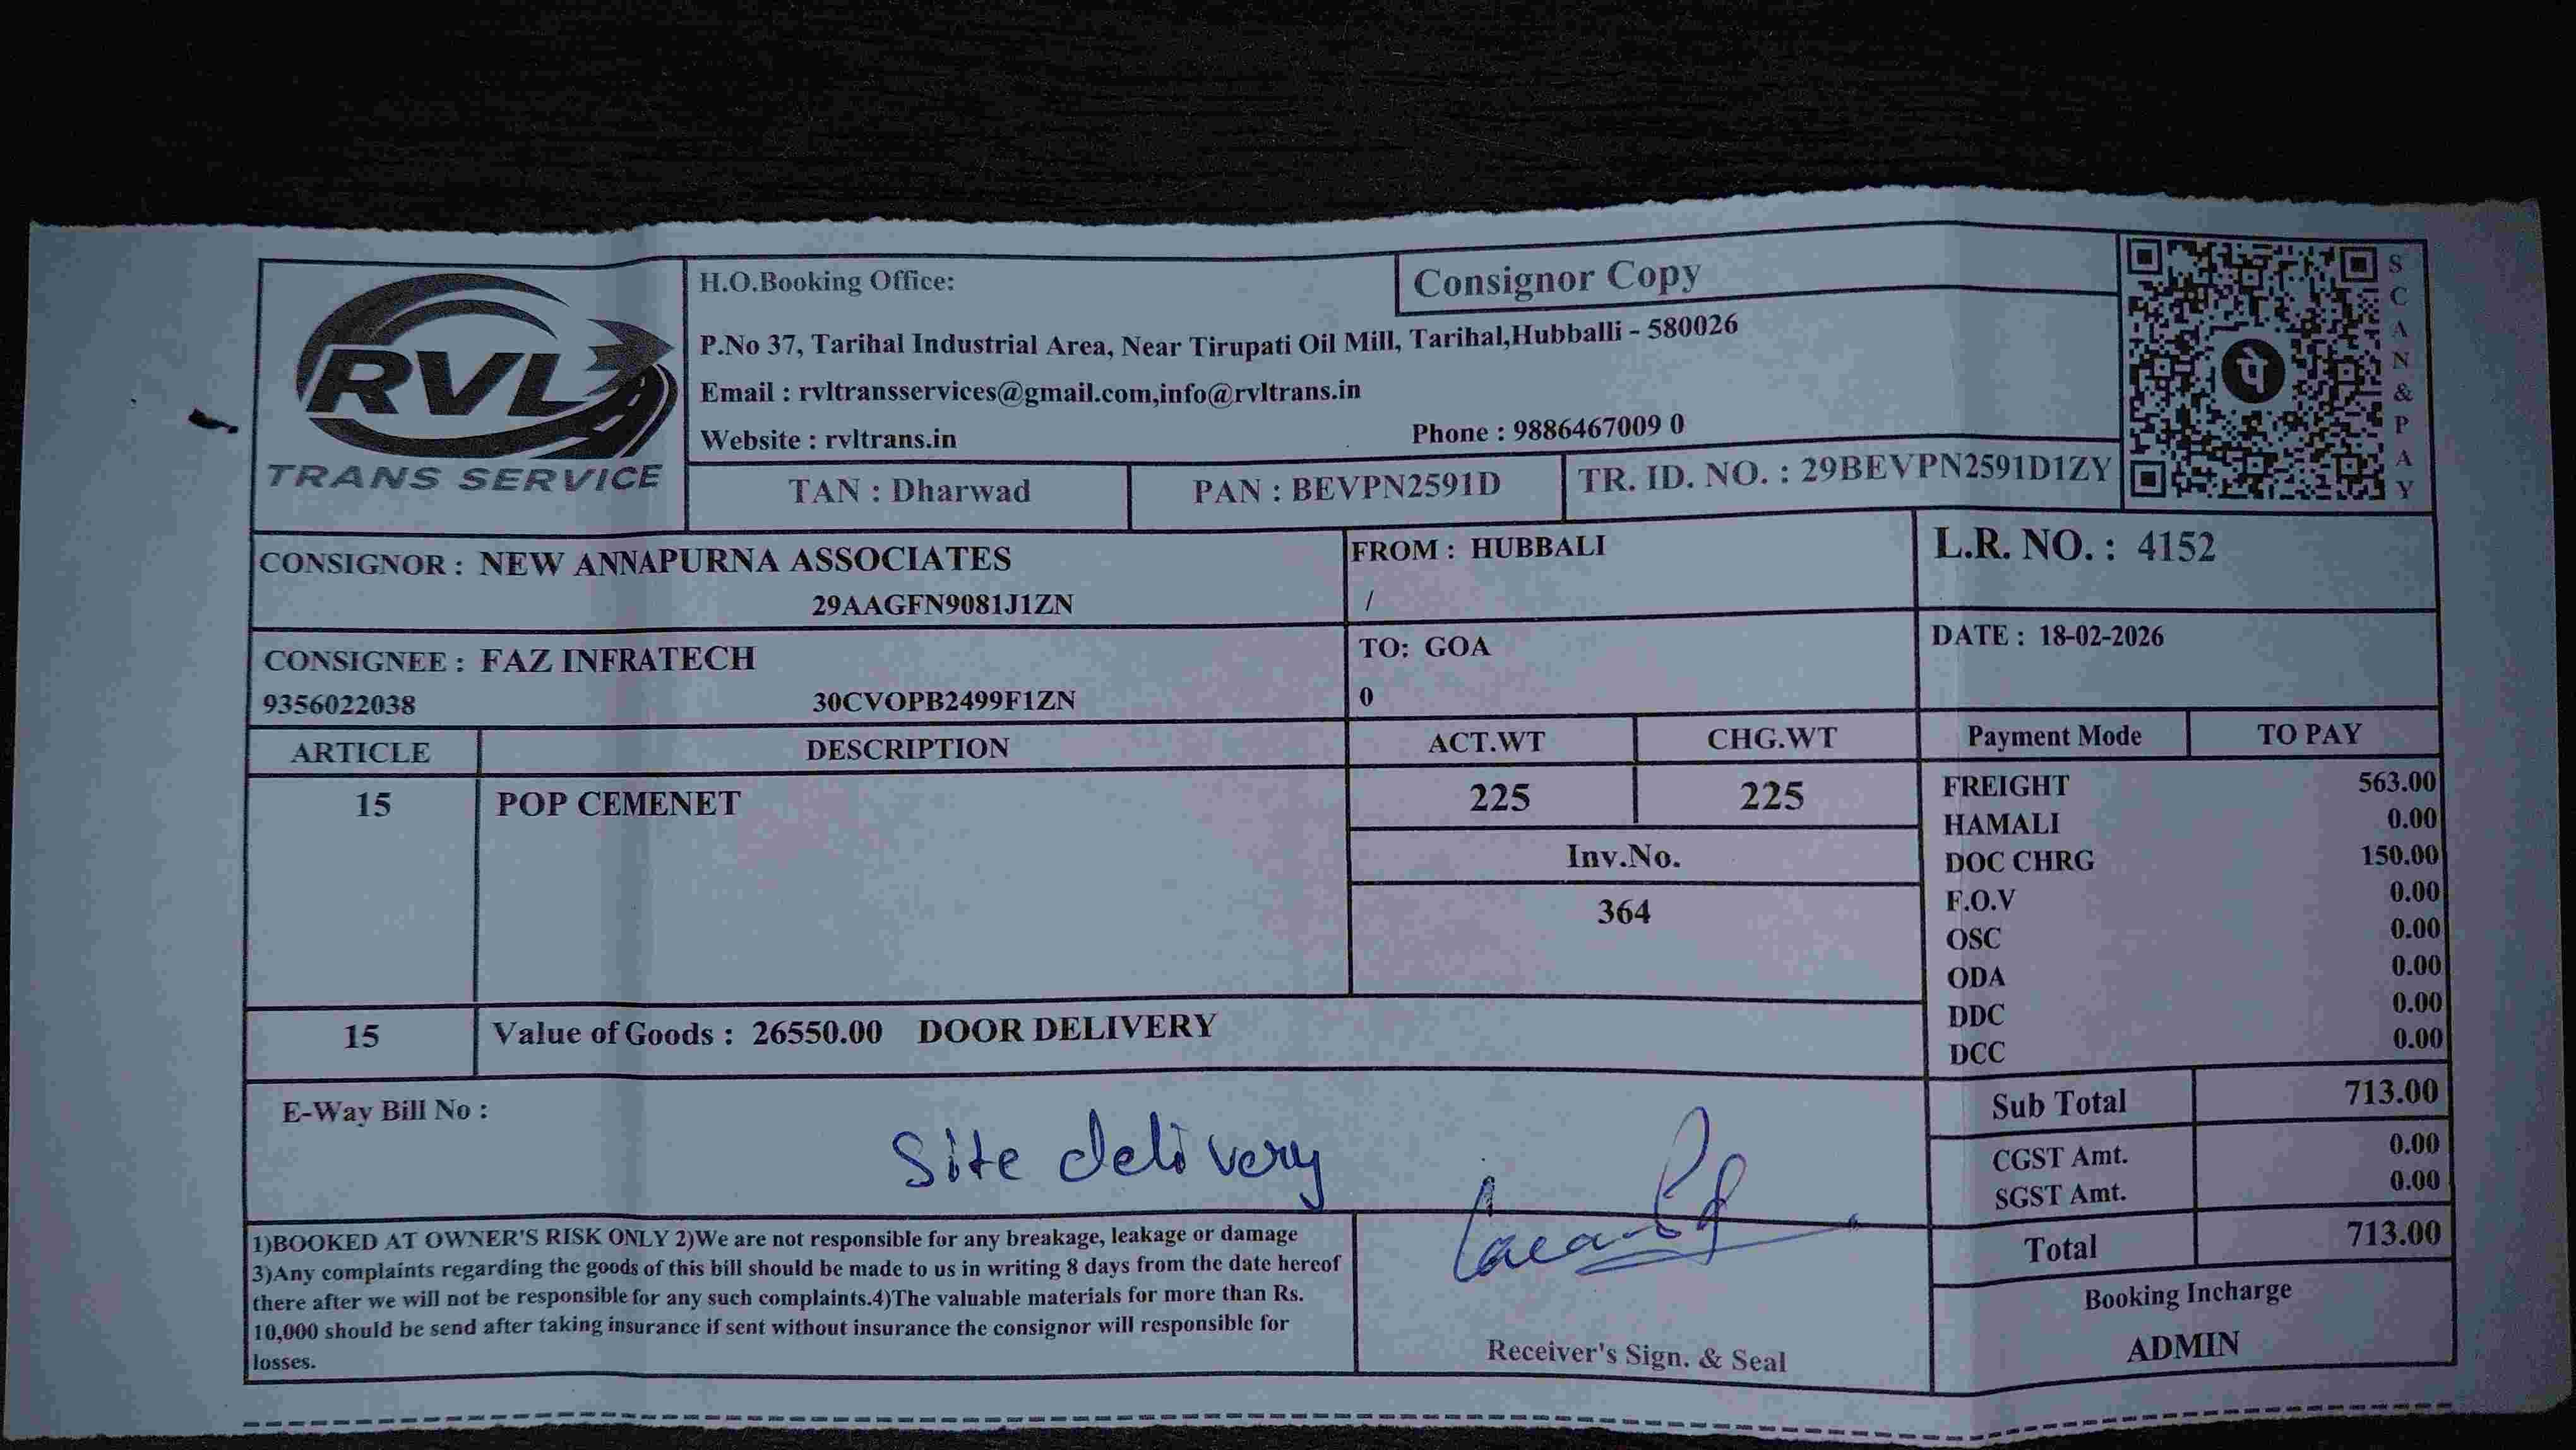 RVL
TRANS SERVICE
H.O.Booking Office:
Consignor Copy
P.No 37, Tarihal Industrial Area, Near Tirupati Oil Mill, Tarihal,Hubballi - 580026
Email : rvltransservices@gmail.com,info@rvltrans.in
Website : rvltrans.in Phone : 9886467009 0
TAN : Dharwad PAN : BEVPN2591D TR. ID. NO. : 29BEVPN2591D1ZY
पे
SCAN & PAY
CONSIGNOR : NEW ANNAPURNA ASSOCIATES FROM : HUBBALI L.R. NO. : 4152
29AAGFN9081J1ZN /
CONSIGNEE : FAZ INFRATECH TO: GOA DATE : 18-02-2026
9356022038 30CVOPB2499F1ZN 0
ARTICLE DESCRIPTION ACT.WT CHG.WT Payment Mode TO PAY
15 POP CEMENET 225 225
Inv.No.
364
FREIGHT 563.00
HAMALI 0.00
DOC CHRG 150.00
F.O.V 0.00
OSC 0.00
ODA 0.00
DDC 0.00
DCC 0.00
15 Value of Goods : 26550.00 DOOR DELIVERY
E-Way Bill No :
Site delivery
Sub Total 713.00
CGST Amt. 0.00
SGST Amt. 0.00
Total 713.00
1)BOOKED AT OWNER'S RISK ONLY 2)We are not responsible for any breakage, leakage or damage
3)Any complaints regarding the goods of this bill should be made to us in writing 8 days from the date hereof
there after we will not be responsible for any such complaints.4)The valuable materials for more than Rs.
10,000 should be send after taking insurance if sent without insurance the consignor will responsible for
losses.
Receiver's Sign. & Seal
Booking Incharge
ADMIN